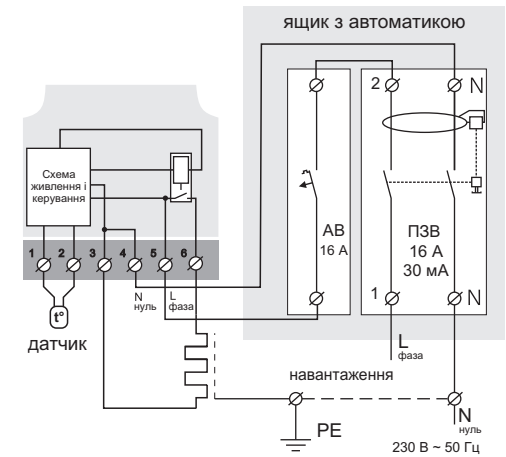 ящик з автоматикою
2
N
Схема
живлення і
керування
АВ
16 А
ПЗВ
16 А
30 мА
1
2
3
4
5
6
N
нуль
L
фаза
t°
датчик
1
N
L
фаза
навантаження
PE
N
нуль
230 В ~ 50 Гц